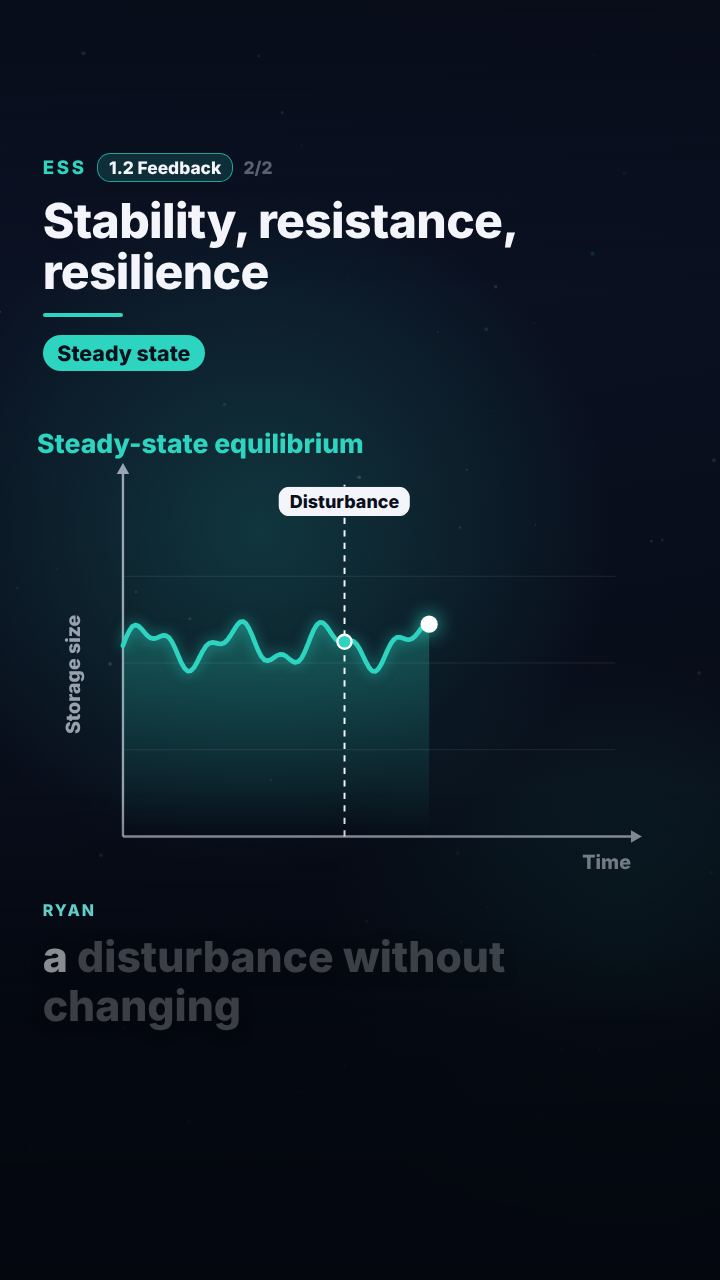 ESS 1.2 Feedback 2/2
Stability, resistance,
resilience
Steady state
Steady-state equilibrium
Disturbance
Storage size
Time
RYAN
a disturbance without
changing